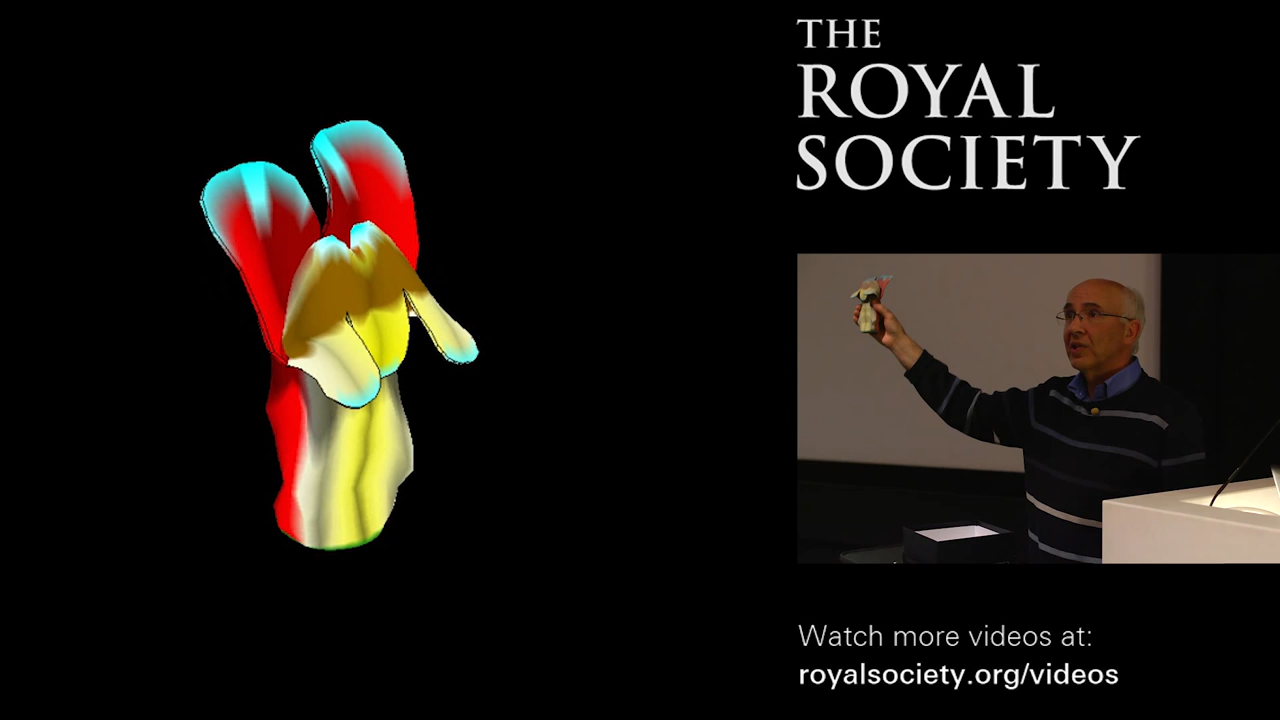 THE
ROYAL
SOCIETY
Watch more videos at:
royalsociety.org/videos